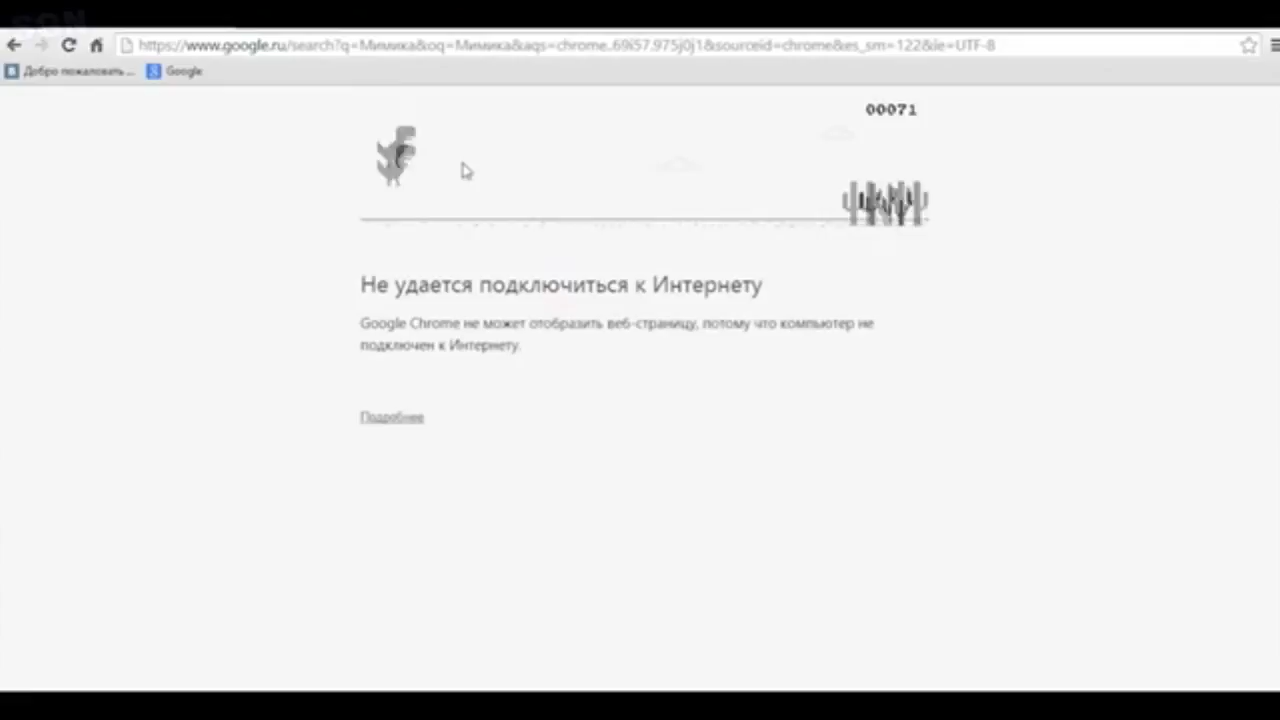 SON
https://www.google.ru/search?q=Мимика&oq=Мимика&aqs=chrome..69i57.975j0j1&sourceid=chrome&es_sm=122&ie=UTF-8
Добро пожаловать ...
Google
00071
Не удается подключиться к Интернету
Google Chrome не может отобразить веб-страницу, потому что компьютер не
подключен к Интернету.
Подробнее